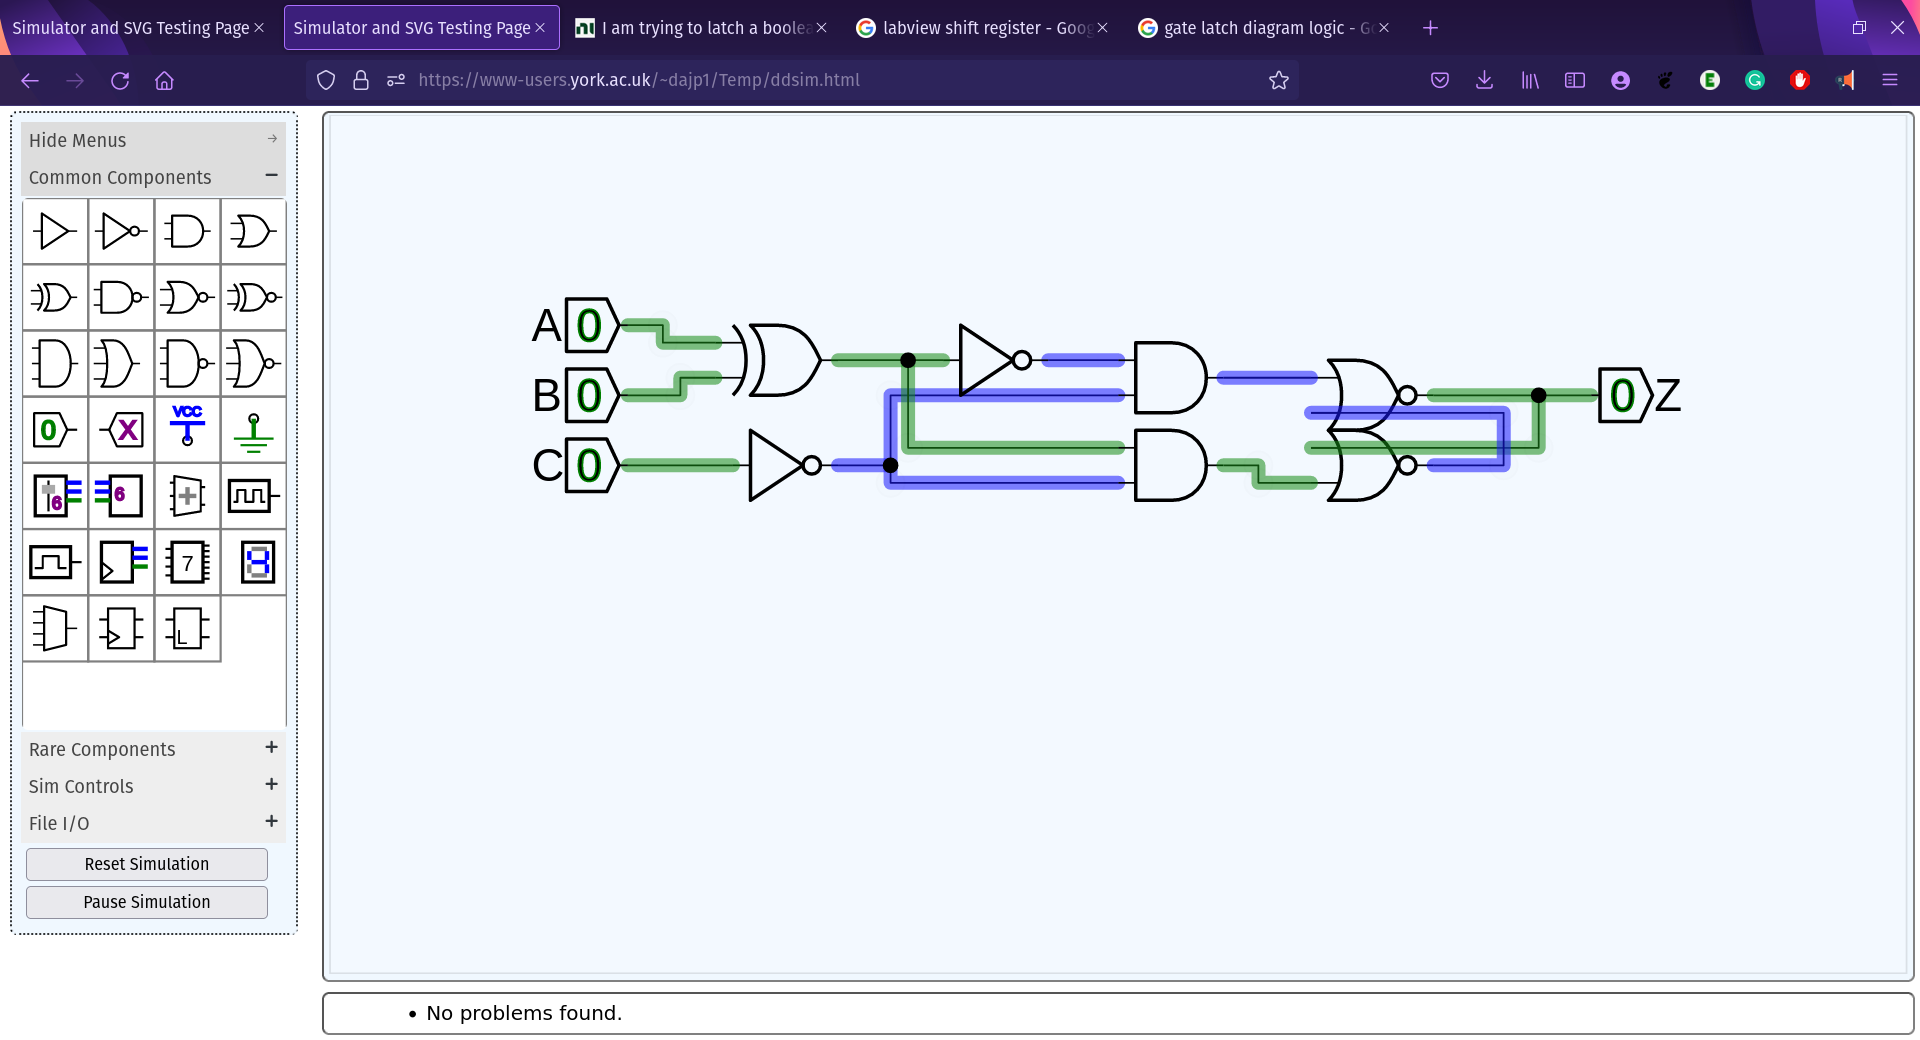 Simulator and SVG Testing Page
Simulator and SVG Testing Page
I am trying to latch a boolea
labview shift register - Goog
gate latch diagram logic - Go
https://www-users.york.ac.uk/~dajp1/Temp/ddsim.html
Hide Menus
Common Components
0
X
VCC
6
6
7
L
Rare Components
Sim Controls
File I/O
Reset Simulation
Pause Simulation
A 0
B 0
C 0
0 Z
No problems found.